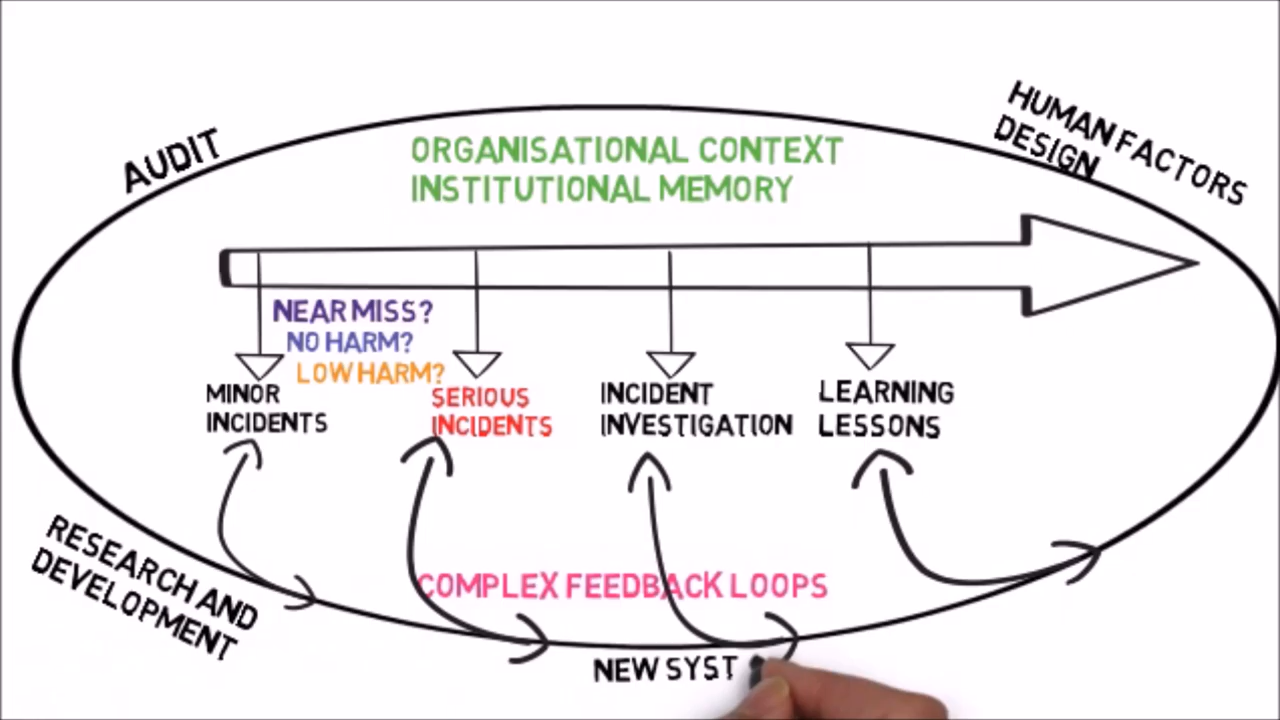 AUDIT
HUMAN FACTORS
DESIGN
ORGANISATIONAL CONTEXT
INSTITUTIONAL MEMORY
NEAR MISS?
NO HARM?
LOW HARM?
MINOR
INCIDENTS
SERIOUS
INCIDENTS
INCIDENT
INVESTIGATION
LEARNING
LESSONS
RESEARCH AND
DEVELOPMENT
COMPLEX FEEDBACK LOOPS
NEW SYST